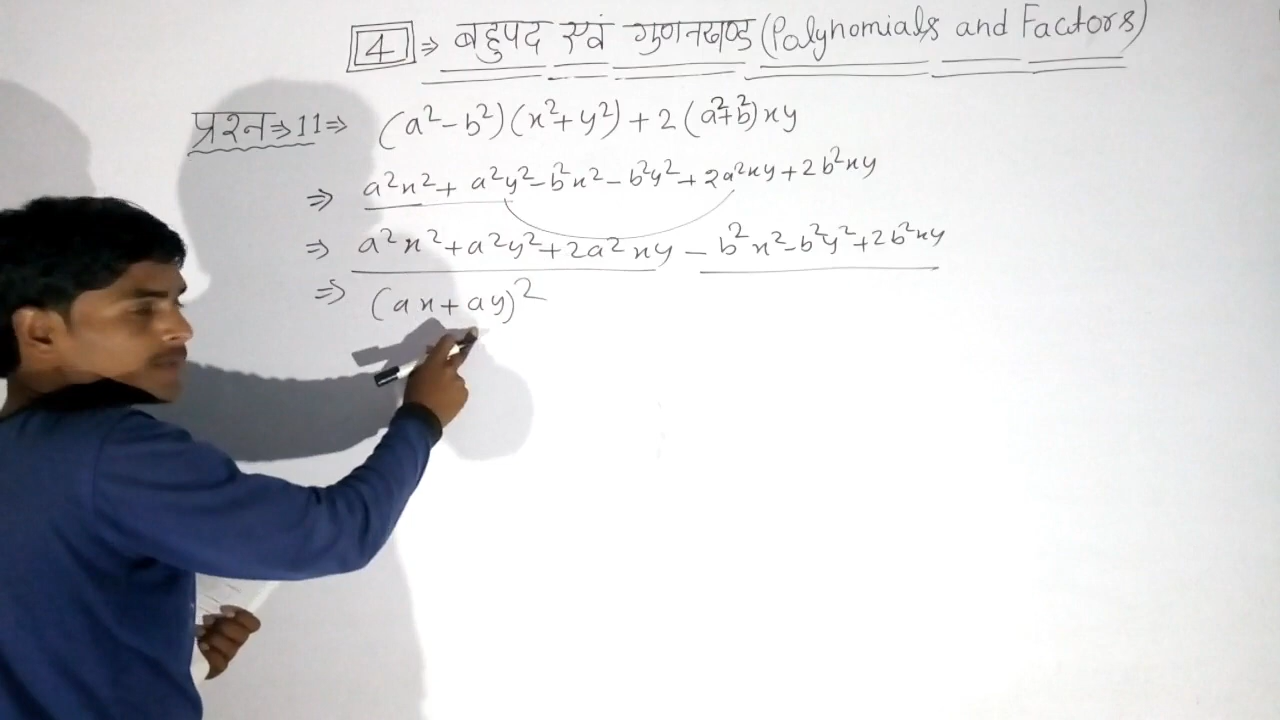 4 ⇒ बहुपद एवं गुणनखण्ड (Polynomials and Factors)
प्रश्न ⇒ 11 ⇒ (a² - b²)(x² + y²) + 2(a² + b²)xy
⇒ a²x² + a²y² - b²x² - b²y² + 2a²xy + 2b²xy
⇒ a²x² + a²y² + 2a²xy - b²x² - b²y² + 2b²xy
⇒ (ax + ay)²